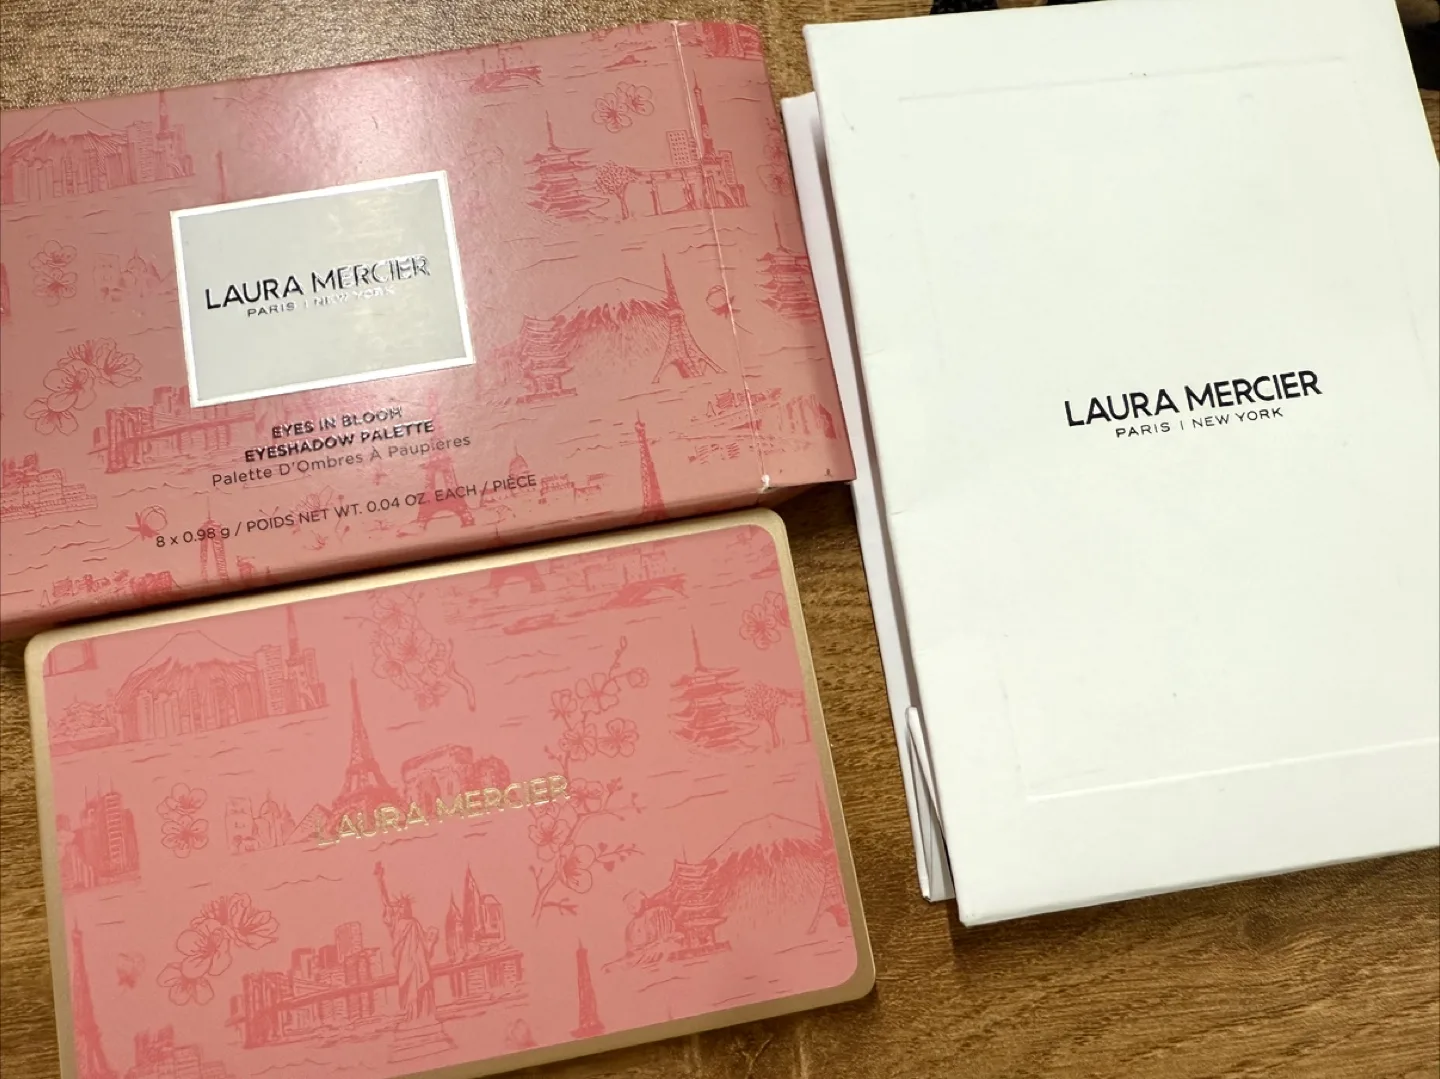 LAURA MERCIER
PARIS | NEW YORK
EYES IN BLOOM
EYESHADOW PALETTE
Palette D'Ombres À Paupières
8 x 0.98 g / POIDS NET WT. 0.04 OZ. EACH / PIÈCE
LAURA MERCIER
LAURA MERCIER
PARIS | NEW YORK